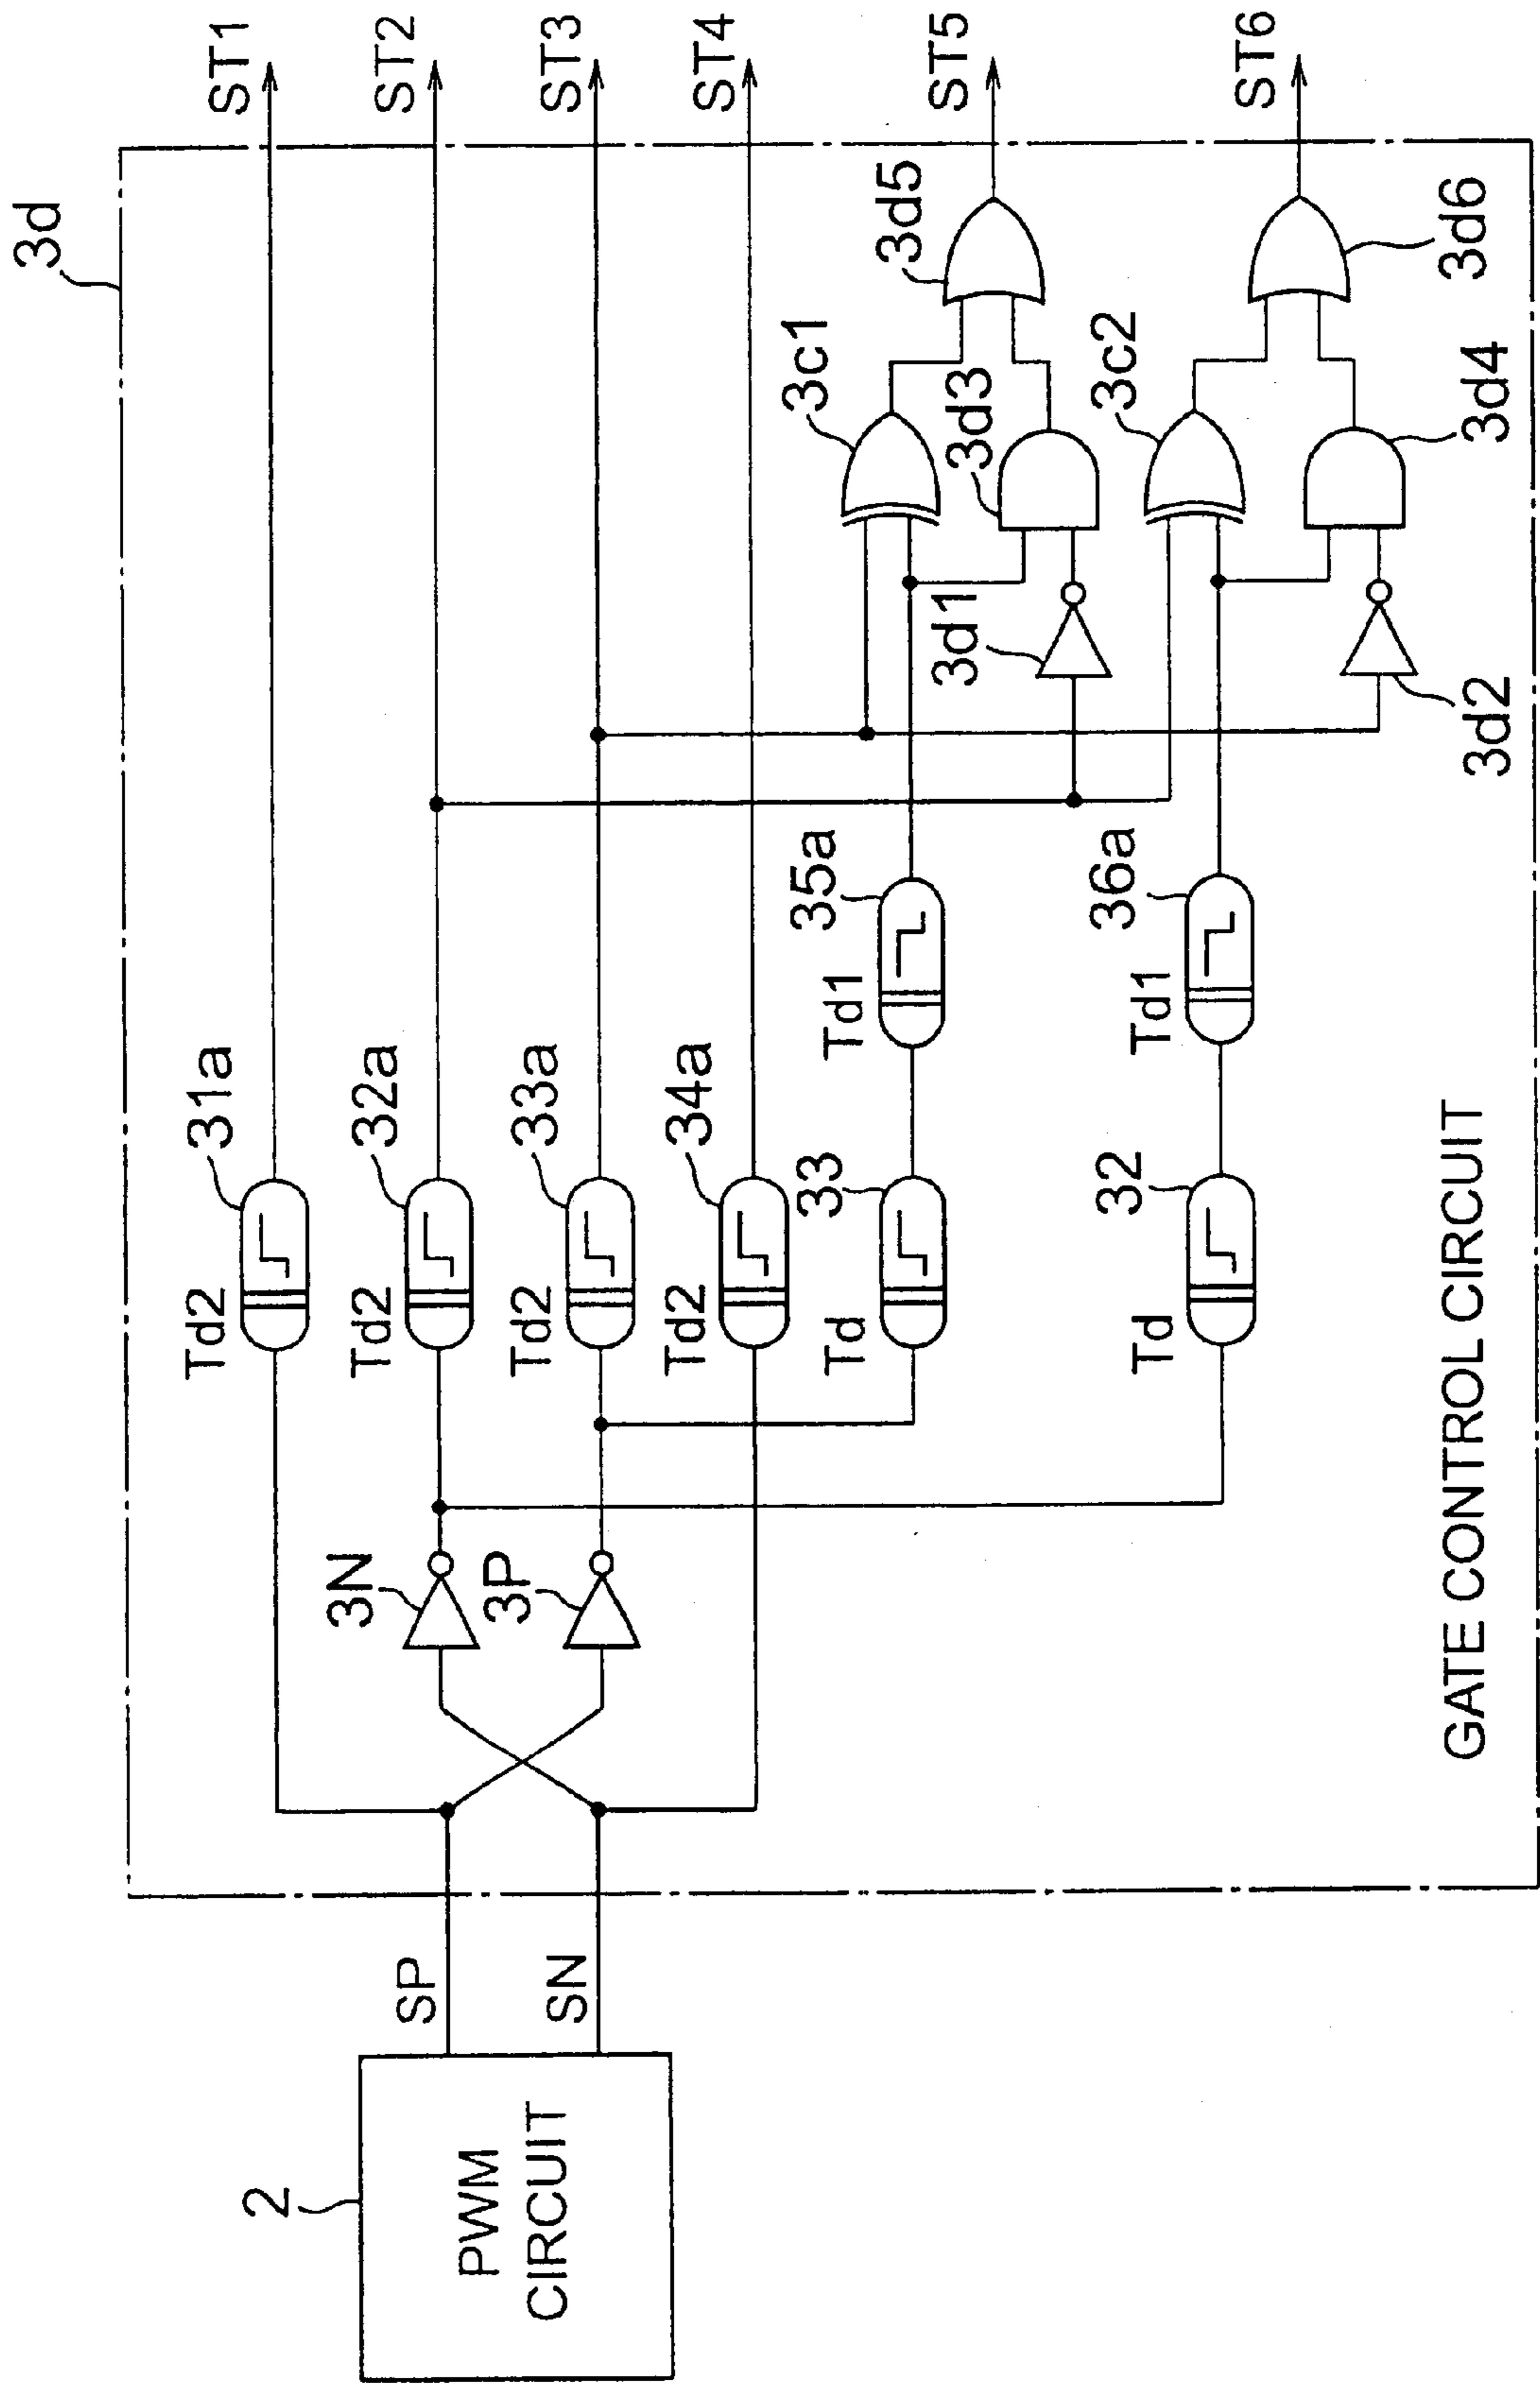 3d
ST1
ST2
ST3
ST4
ST5
ST6
2
PWM
CIRCUIT
SP
SN
3N
3P
Td2
31a
Td2
32a
Td2
33a
Td2
34a
Td
33
Td1
35a
Td
32
Td1
36a
3c1
3d1
3d3
3d5
3c2
3d2
3d4
3d6
GATE CONTROL CIRCUIT